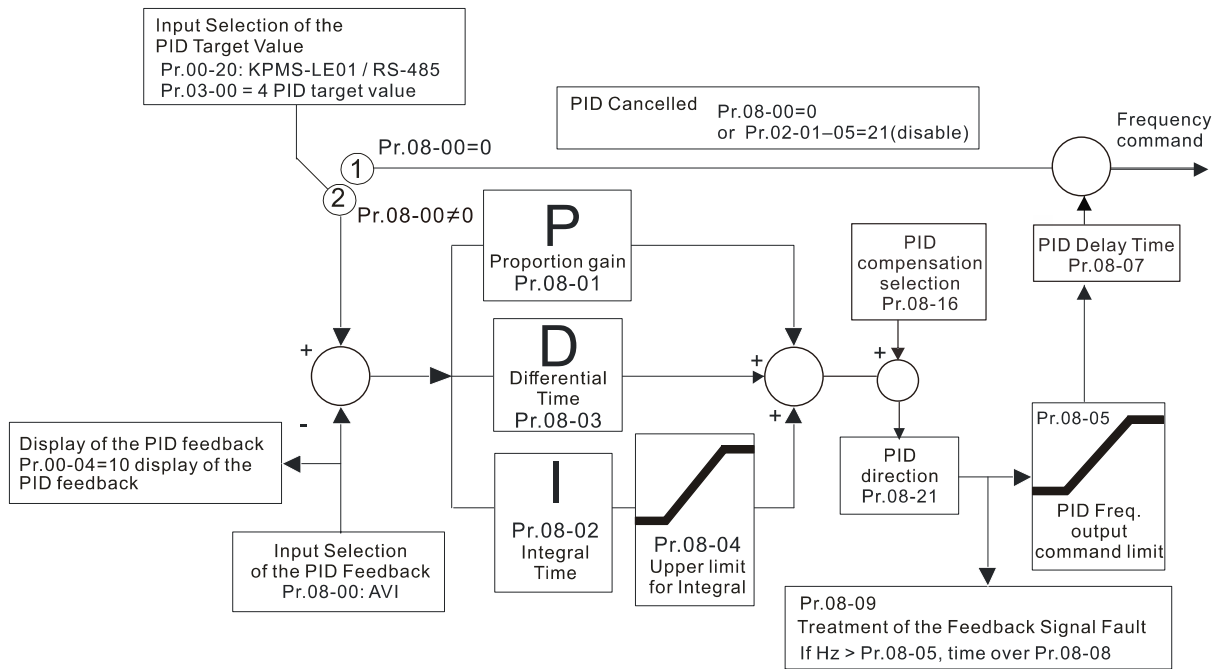 Input Selection of the
PID Target Value
Pr.00-20: KPMS-LE01 / RS-485
Pr.03-00 = 4 PID target value
PID Cancelled
Pr.08-00=0
or Pr.02-01–05=21(disable)
Frequency
command
1
Pr.08-00=0
2
Pr.08-00≠0
P
Proportion gain
Pr.08-01
PID
compensation
selection
Pr.08-16
PID Delay Time
Pr.08-07
+
-
D
Differential
Time
Pr.08-03
+
+
+
Display of the PID feedback
Pr.00-04=10 display of the
PID feedback
I
Pr.08-02
Integral
Time
Pr.08-04
Upper limit
for Integral
PID
direction
Pr.08-21
Pr.08-05
PID Freq.
output
command limit
Input Selection
of the PID Feedback
Pr.08-00: AVI
Pr.08-09
Treatment of the Feedback Signal Fault
If Hz > Pr.08-05, time over Pr.08-08